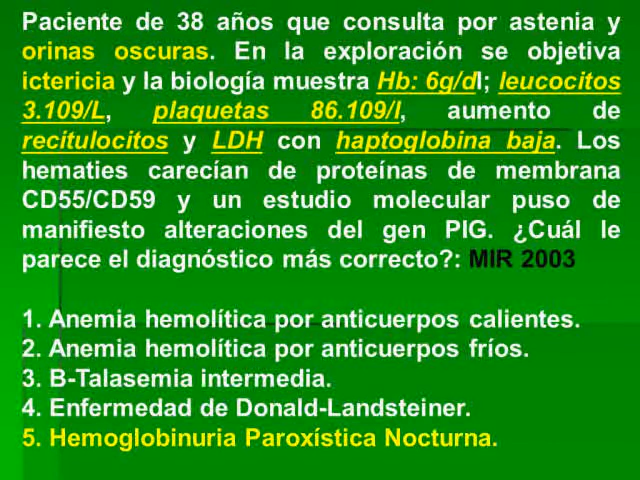 Paciente de 38 años que consulta por astenia y
orinas oscuras. En la exploración se objetiva
ictericia y la biología muestra Hb: 6g/dl; leucocitos
3.109/L, plaquetas 86.109/l, aumento de
recitulocitos y LDH con haptoglobina baja. Los
hematies carecían de proteínas de membrana
CD55/CD59 y un estudio molecular puso de
manifiesto alteraciones del gen PIG. ¿Cuál le
parece el diagnóstico más correcto?: MIR 2003
1. Anemia hemolítica por anticuerpos calientes.
2. Anemia hemolítica por anticuerpos fríos.
3. B-Talasemia intermedia.
4. Enfermedad de Donald-Landsteiner.
5. Hemoglobinuria Paroxística Nocturna.